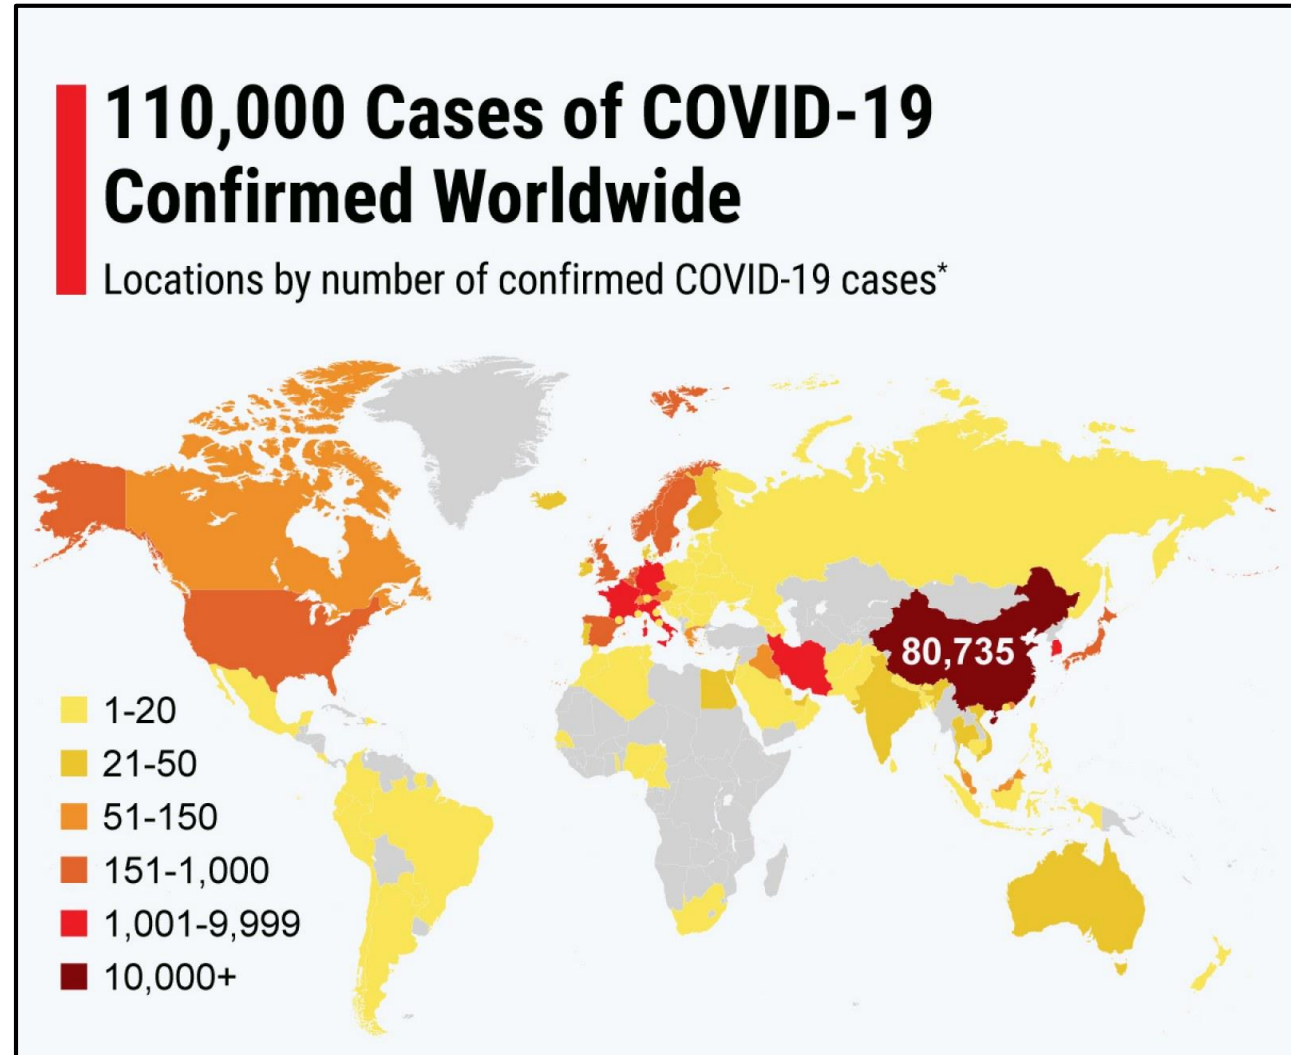 110,000 Cases of COVID-19
Confirmed Worldwide
Locations by number of confirmed COVID-19 cases*
80,735
1-20
21-50
51-150
151-1,000
1,001-9,999
10,000+